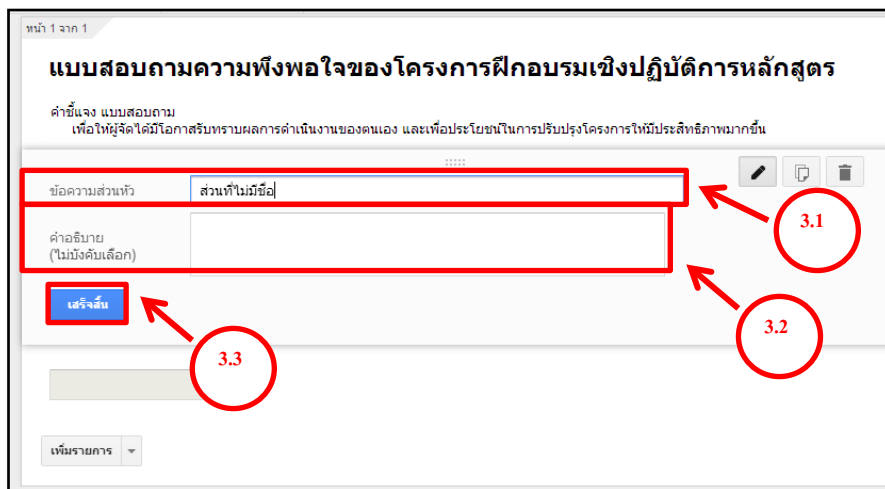 หน้า 1 จาก 1
แบบสอบถามความพึงพอใจของโครงการฝึกอบรมเชิงปฏิบัติการหลักสูตร
คำชี้แจง แบบสอบถาม
เพื่อให้ผู้จัดได้มีโอกาสรับทราบผลการดำเนินงานของตนเอง และเพื่อประโยชน์ในการปรับปรุงโครงการให้มีประสิทธิภาพมากขึ้น
ข้อความส่วนหัว
ส่วนที่ไม่มีชื่อ
3.1
คำอธิบาย
(ไม่บังคับเลือก)
3.2
เสร็จสิ้น
3.3
เพิ่มรายการ